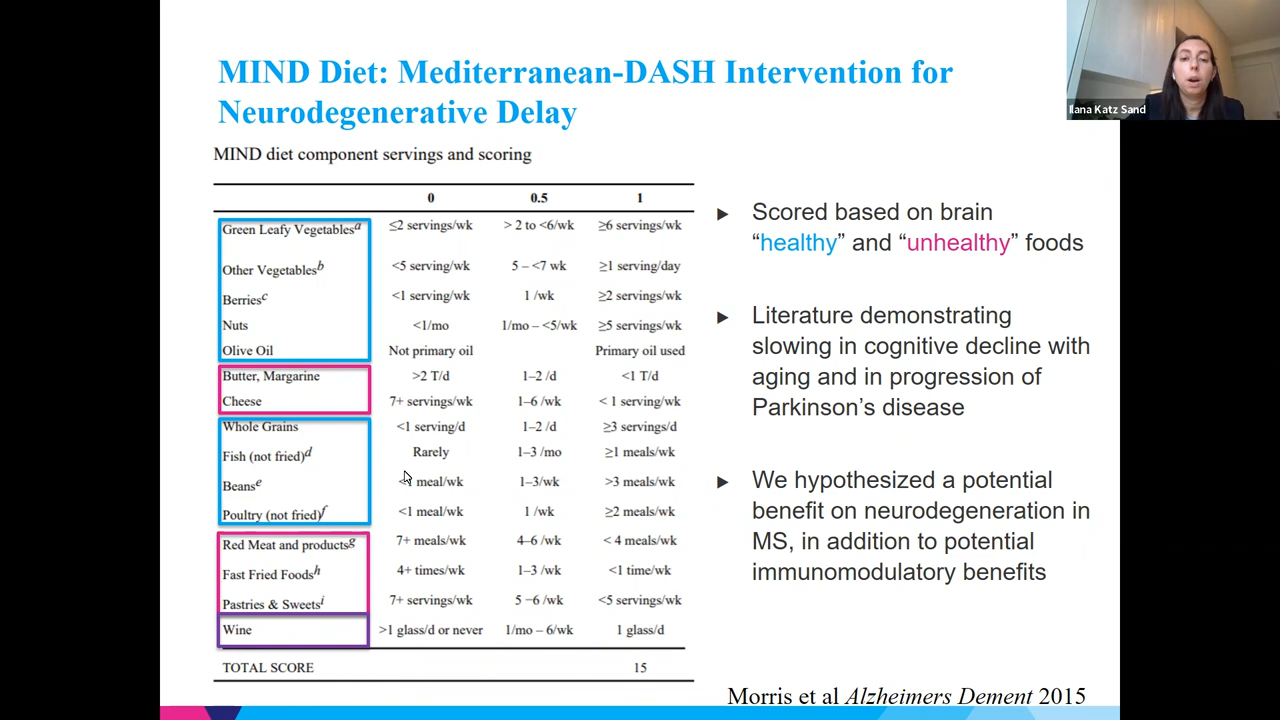 MIND Diet: Mediterranean-DASH Intervention for
Neurodegenerative Delay
Ilana Katz Sand
MIND diet component servings and scoring
0 0.5 1
Green Leafy Vegetablesᵃ ≤2 servings/wk > 2 to <6/wk ≥6 servings/wk
Other Vegetablesᵇ <5 serving/wk 5 – <7 wk ≥1 serving/day
Berriesᶜ <1 serving/wk 1 /wk ≥2 servings/wk
Nuts <1/mo 1/mo – <5/wk ≥5 servings/wk
Olive Oil Not primary oil Primary oil used
Butter, Margarine >2 T/d 1–2 /d <1 T/d
Cheese 7+ servings/wk 1–6 /wk < 1 serving/wk
Whole Grains <1 serving/d 1–2 /d ≥3 servings/d
Fish (not fried)ᵈ Rarely 1–3 /mo ≥1 meals/wk
Beansᵉ meal/wk 1–3/wk >3 meals/wk
Poultry (not fried)ᶠ <1 meal/wk 1 /wk ≥2 meals/wk
Red Meat and productsᵍ 7+ meals/wk 4–6 /wk < 4 meals/wk
Fast Fried Foodsʰ 4+ times/wk 1–3 /wk <1 time/wk
Pastries & Sweetsⁱ 7+ servings/wk 5 –6 /wk <5 servings/wk
Wine >1 glass/d or never 1/mo – 6/wk 1 glass/d
TOTAL SCORE 15
Scored based on brain
“healthy” and “unhealthy” foods
Literature demonstrating
slowing in cognitive decline with
aging and in progression of
Parkinson’s disease
We hypothesized a potential
benefit on neurodegeneration in
MS, in addition to potential
immunomodulatory benefits
Morris et al Alzheimers Dement 2015